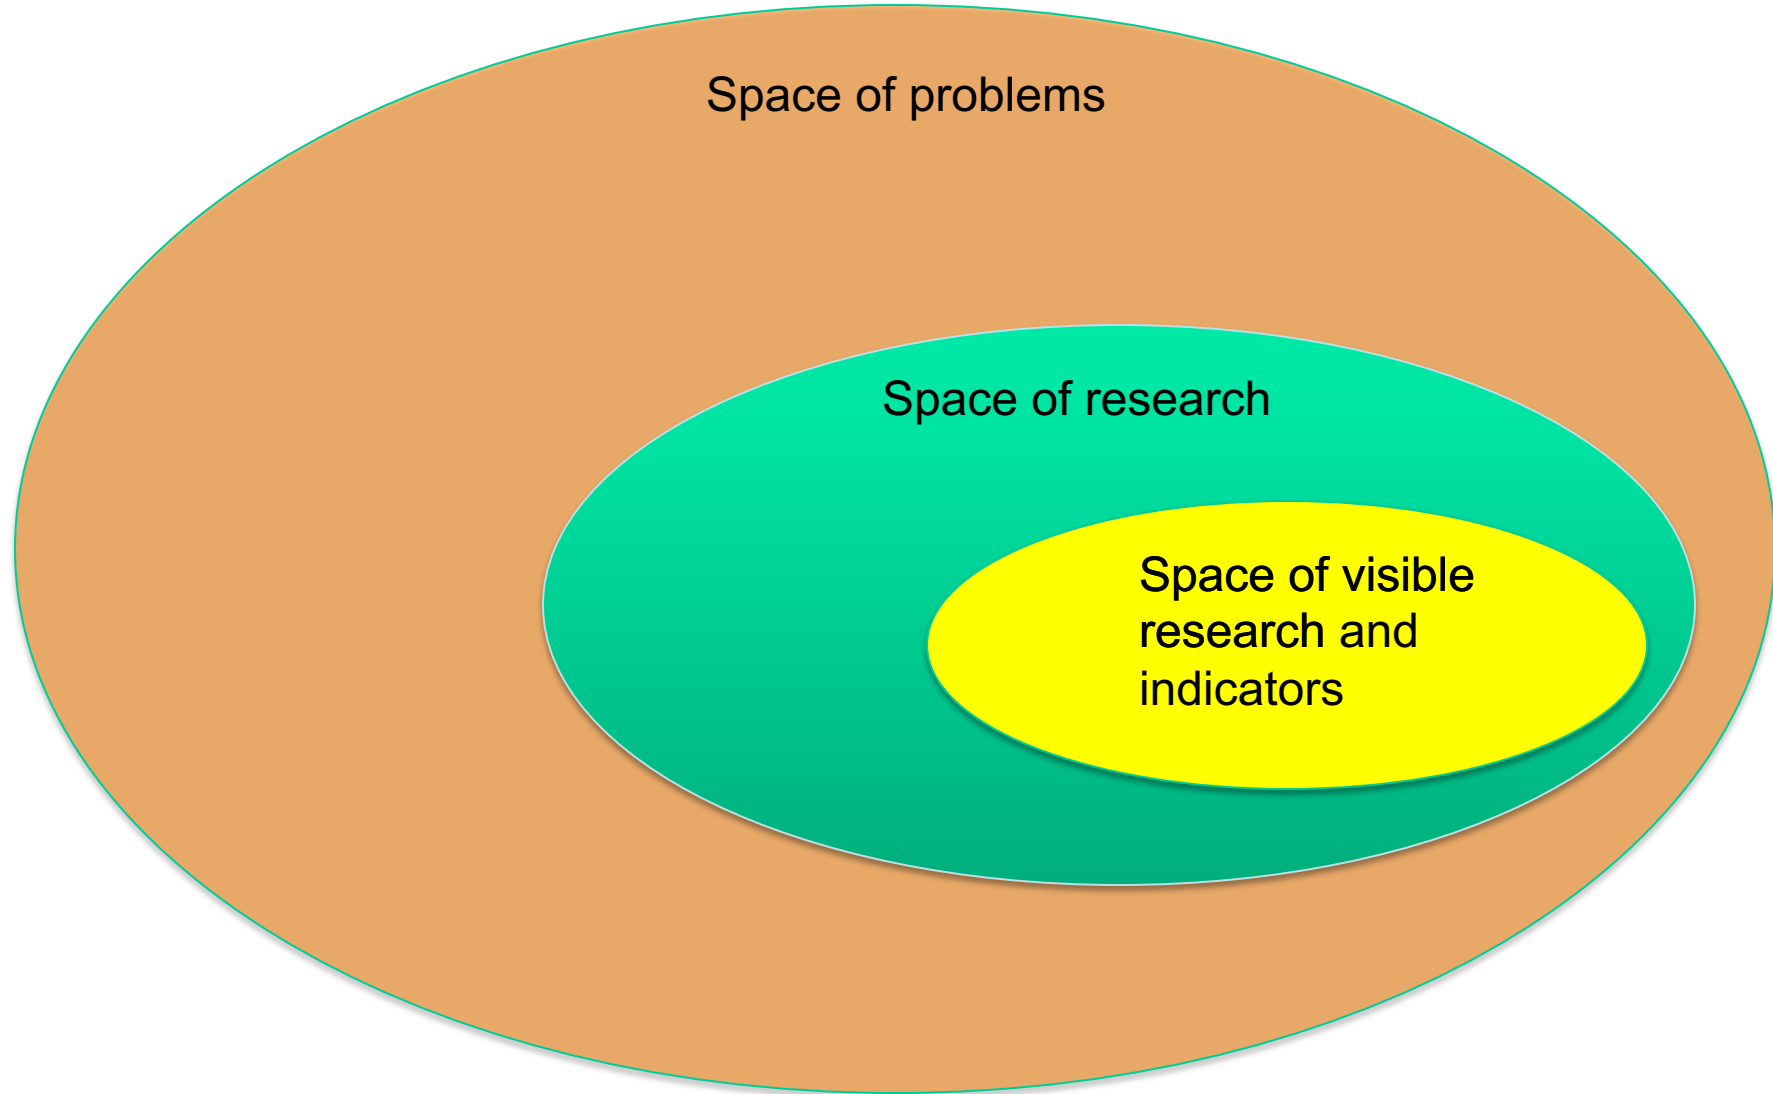 Space of problems
Space of research
Space of visible
research and
indicators